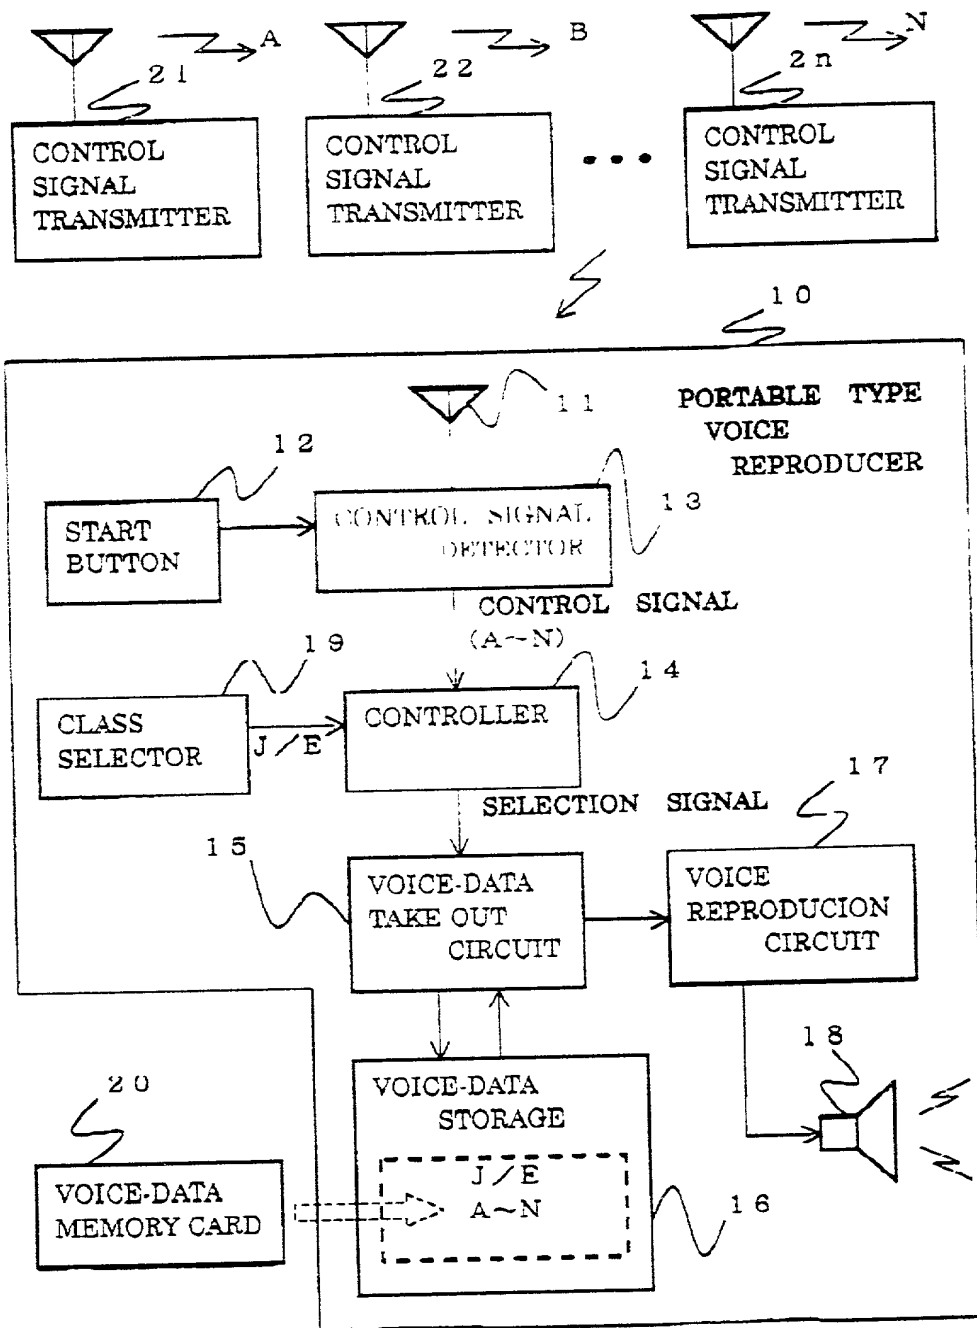 A
B
N
21
22
2n
CONTROL
SIGNAL
TRANSMITTER
CONTROL
SIGNAL
TRANSMITTER
CONTROL
SIGNAL
TRANSMITTER
10
11
PORTABLE TYPE
VOICE
REPRODUCER
12
START
BUTTON
CONTROL SIGNAL
DETECTOR
13
CONTROL SIGNAL
(A~N)
19
CLASS
SELECTOR
J/E
CONTROLLER
14
SELECTION SIGNAL
17
15
VOICE-DATA
TAKE OUT
CIRCUIT
VOICE
REPRODUCION
CIRCUIT
18
20
VOICE-DATA
STORAGE
J/E
A~N
16
VOICE-DATA
MEMORY CARD